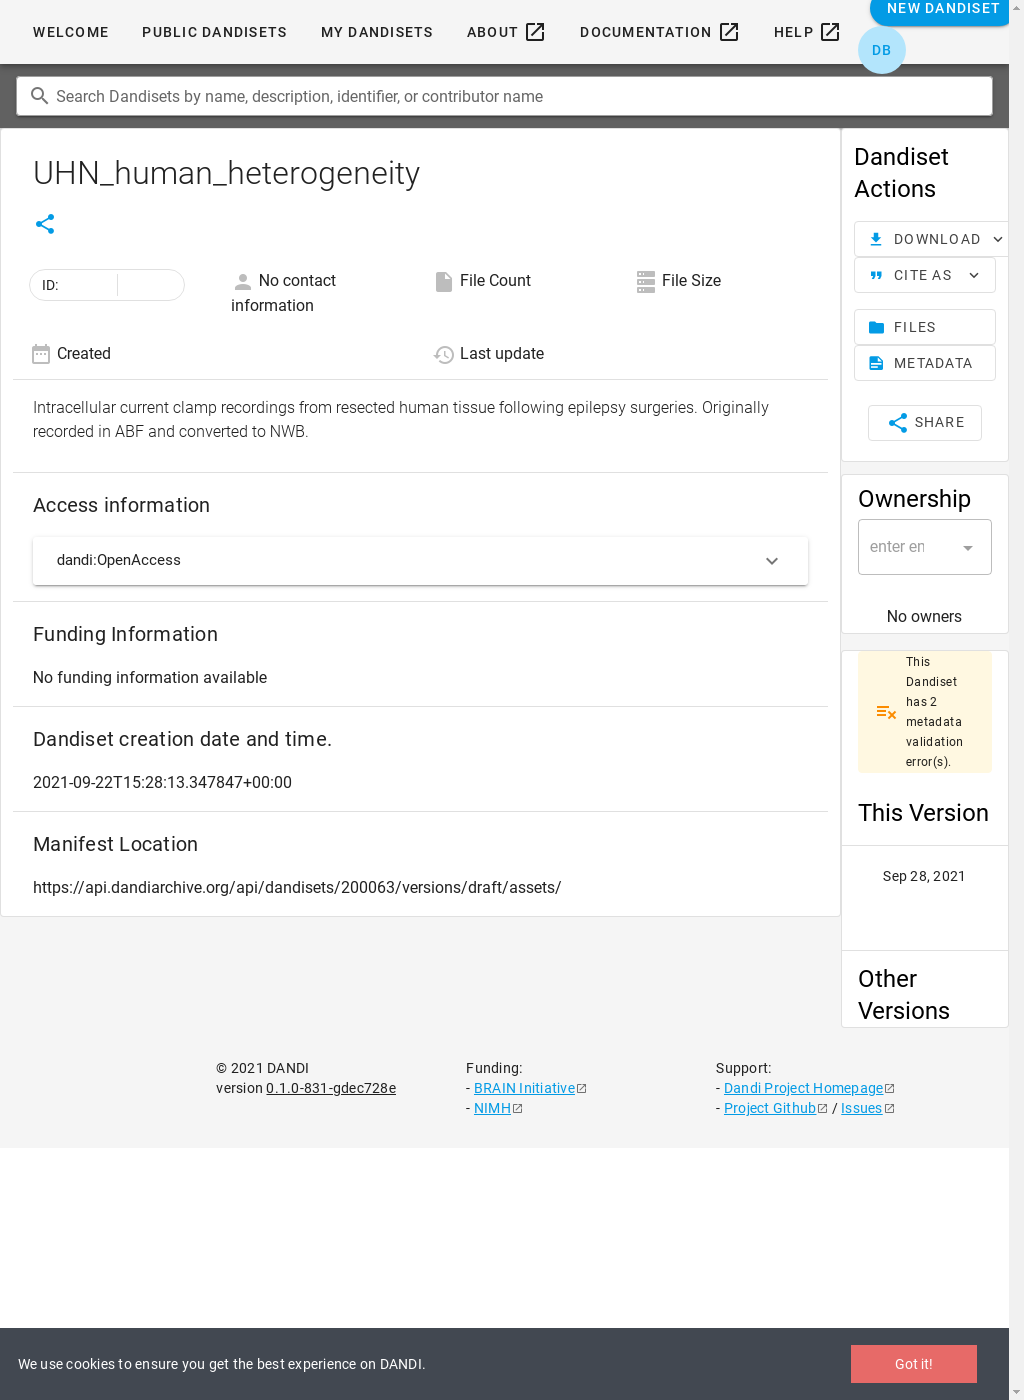 WELCOME PUBLIC DANDISETS MY DANDISETS ABOUT DOCUMENTATION HELP NEW DANDISET
DB
Search Dandisets by name, description, identifier, or contributor name
UHN_human_heterogeneity
ID:
No contact information
File Count
File Size
Created
Last update
Intracellular current clamp recordings from resected human tissue following epilepsy surgeries. Originally
recorded in ABF and converted to NWB.
Access information
dandi:OpenAccess
Funding Information
No funding information available
Dandiset creation date and time.
2021-09-22T15:28:13.347847+00:00
Manifest Location
https://api.dandiarchive.org/api/dandisets/200063/versions/draft/assets/
Dandiset
Actions
DOWNLOAD
CITE AS
FILES
METADATA
SHARE
Ownership
enter en
No owners
This
Dandiset
has 2
metadata
validation
error(s).
This Version
Sep 28, 2021
Other
Versions
© 2021 DANDI
version 0.1.0-831-gdec728e
Funding:
- BRAIN Initiative
- NIMH
Support:
- Dandi Project Homepage
- Project Github / Issues
We use cookies to ensure you get the best experience on DANDI.
Got it!